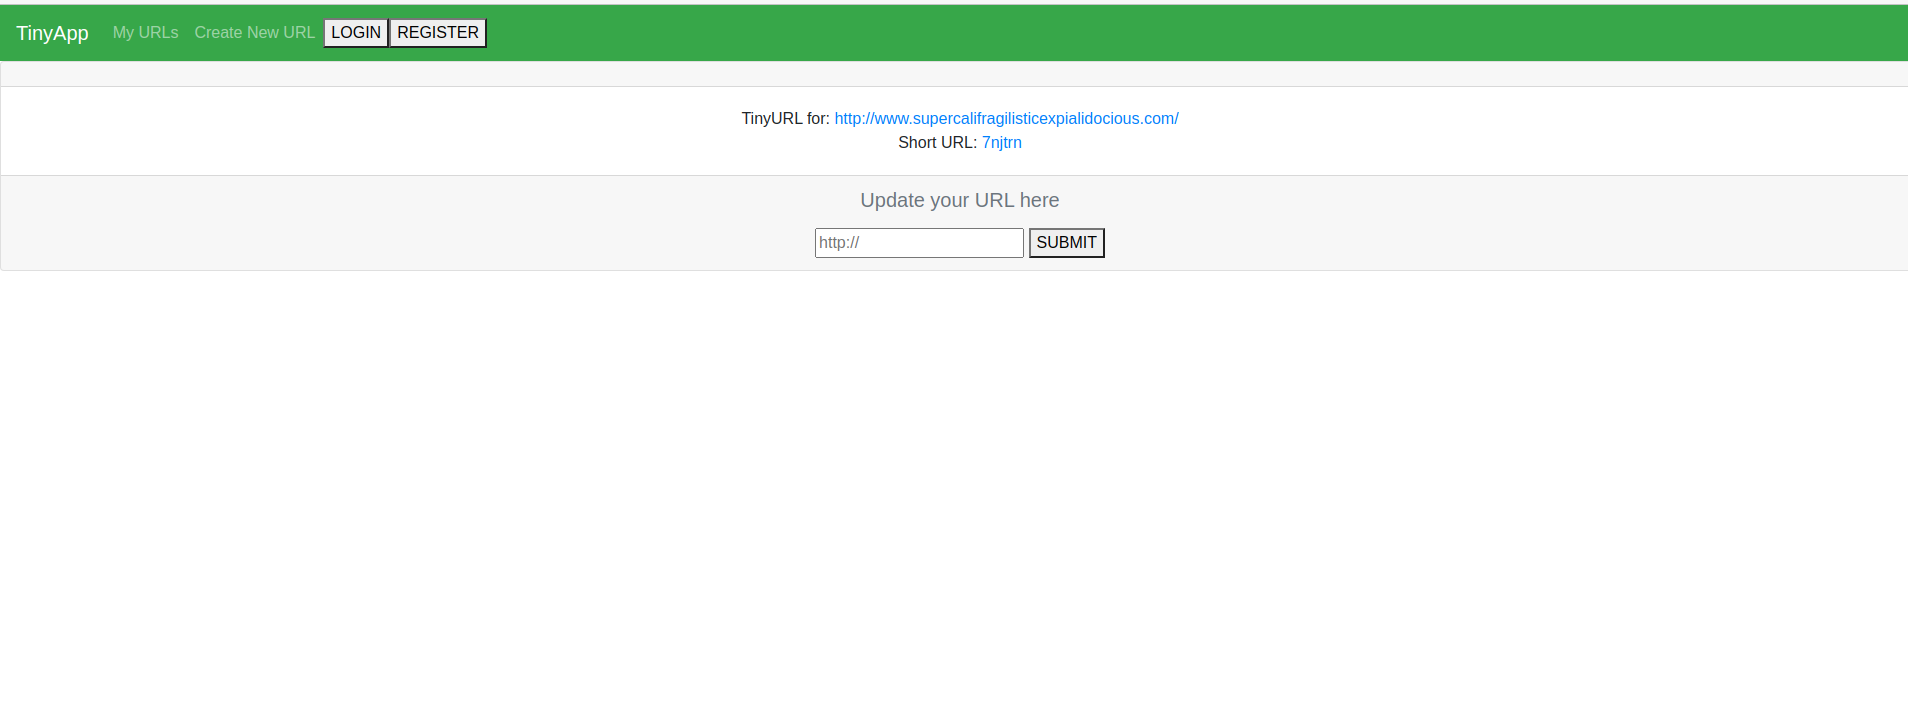 TinyApp My URLs Create New URL LOGIN REGISTER
TinyURL for: http://www.supercalifragilisticexpialidocious.com/
Short URL: 7njtrn
Update your URL here
http:// SUBMIT